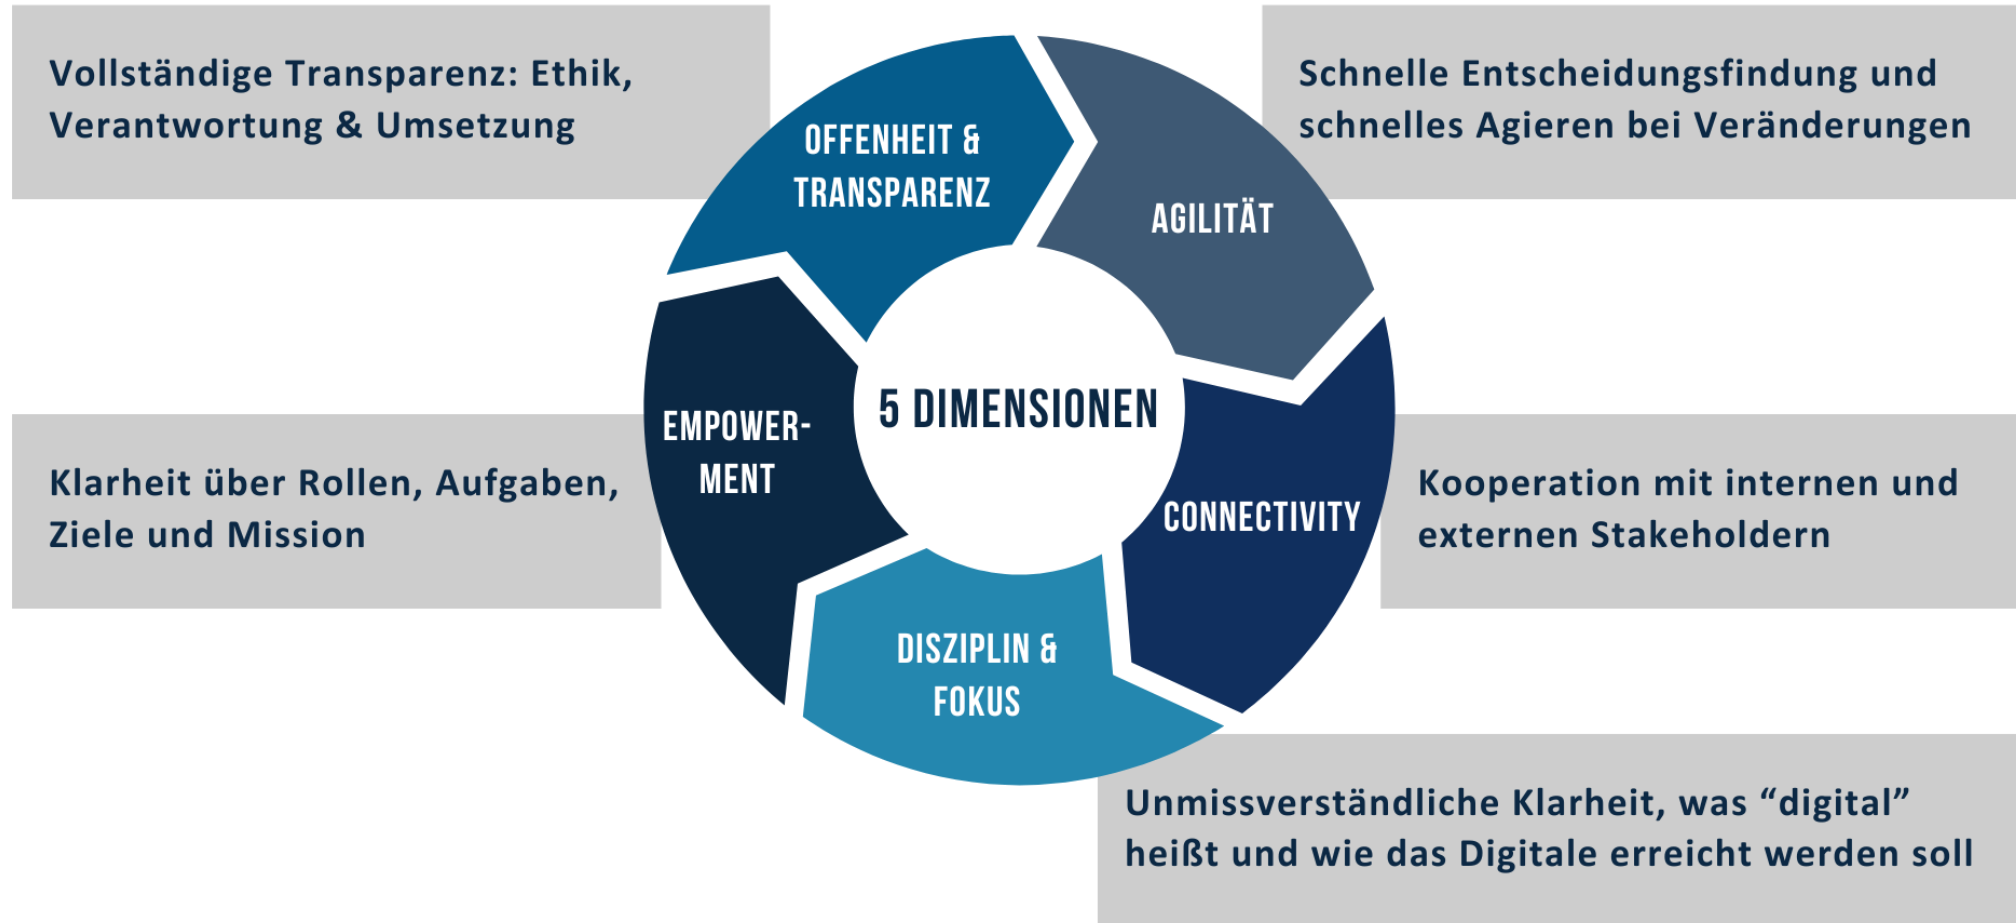 Vollständige Transparenz: Ethik,
Verantwortung & Umsetzung
OFFENHEIT &
TRANSPARENZ
Schnelle Entscheidungsfindung und
schnelles Agieren bei Veränderungen
AGILITÄT
5 DIMENSIONEN
EMPOWER-
MENT
Klarheit über Rollen, Aufgaben,
Ziele und Mission
CONNECTIVITY
Kooperation mit internen und
externen Stakeholdern
DISZIPLIN &
FOKUS
Unmissverständliche Klarheit, was “digital”
heißt und wie das Digitale erreicht werden soll